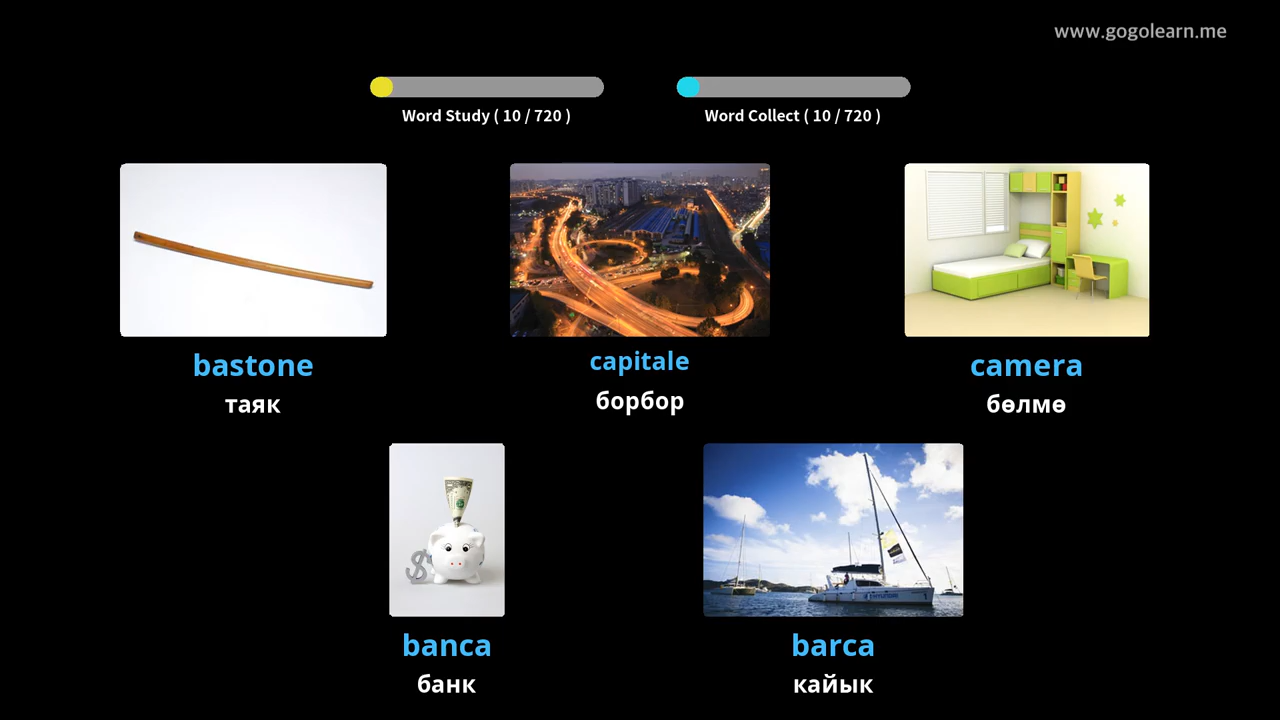 www.gogolearn.me
Word Study ( 10 / 720 )
Word Collect ( 10 / 720 )
bastone
таяк
capitale
борбор
camera
бөлмө
$
banca
банк
barca
кайык